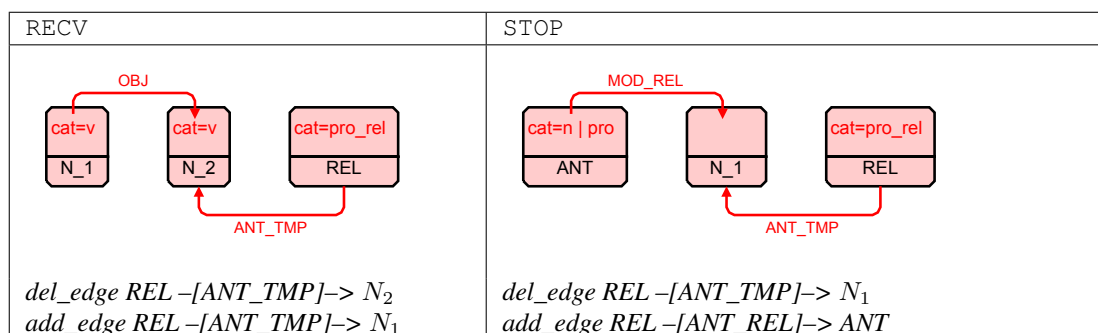 RECV
STOP
OBJ
cat=v
cat=v
cat=pro_rel
N_1
N_2
REL
ANT_TMP
MOD_REL
cat=n | pro
cat=pro_rel
ANT
N_1
REL
ANT_TMP
del_edge REL –[ANT_TMP]–> N₂
add_edge REL –[ANT_TMP]–> N₁
del_edge REL –[ANT_TMP]–> N₁
add_edge REL –[ANT_REL]–> ANT